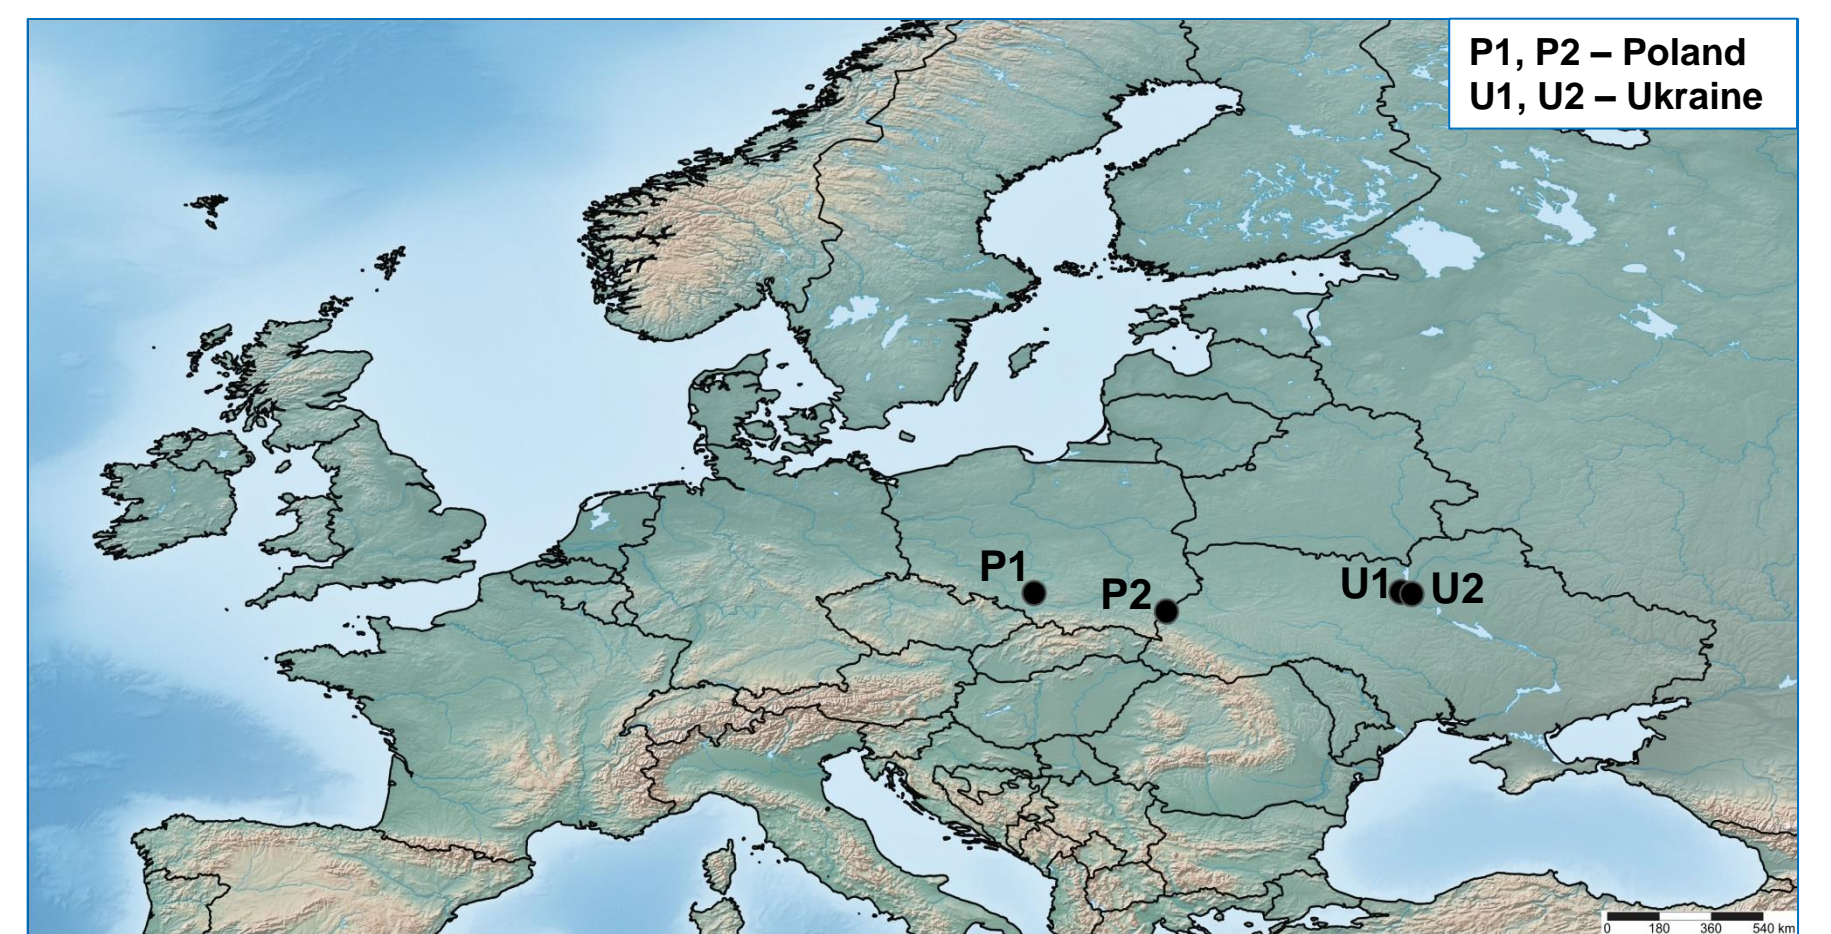 P1, P2 – Poland
U1, U2 – Ukraine
P1
P2
U1
U2
0 180 360 540 km